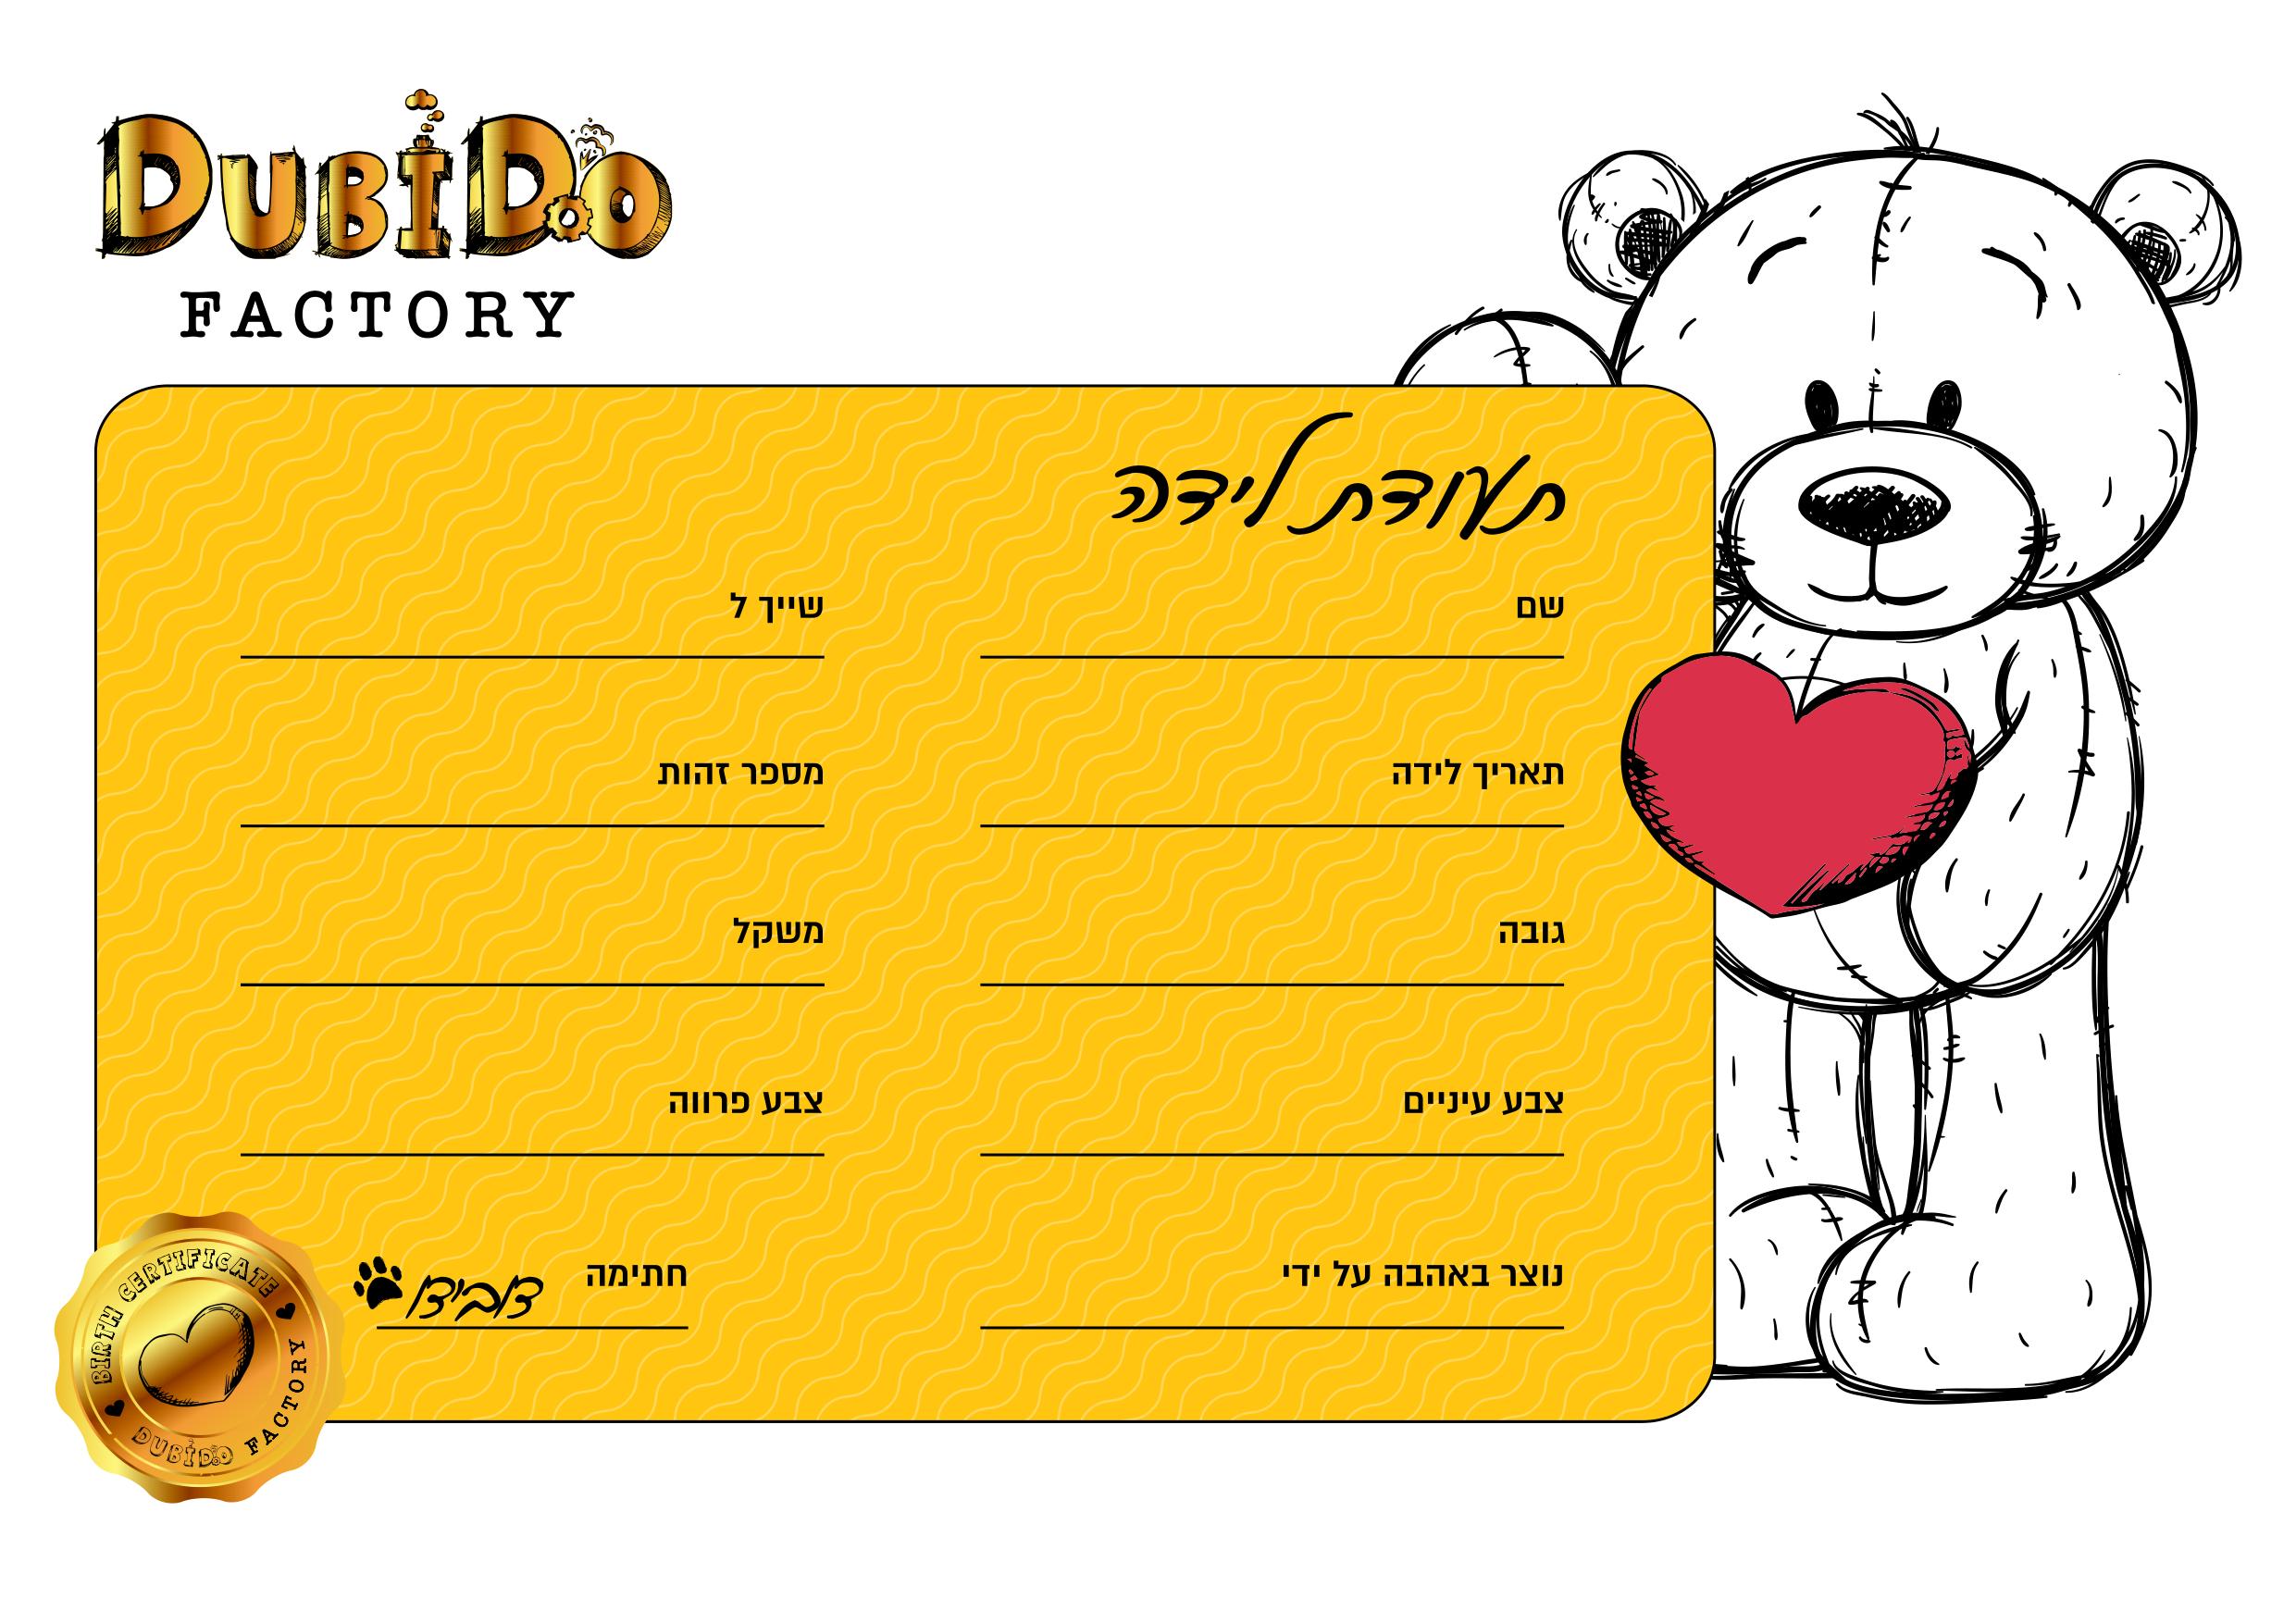 DUBIDO
FACTORY
תעודת לידה
שם
שייך ל
תאריך לידה
מספר זהות
גובה
משקל
צבע עיניים
צבע פרווה
נוצר באהבה על ידי
חתימה
דובידו
BIRTH CERTIFICATE
DUBIDO FACTORY